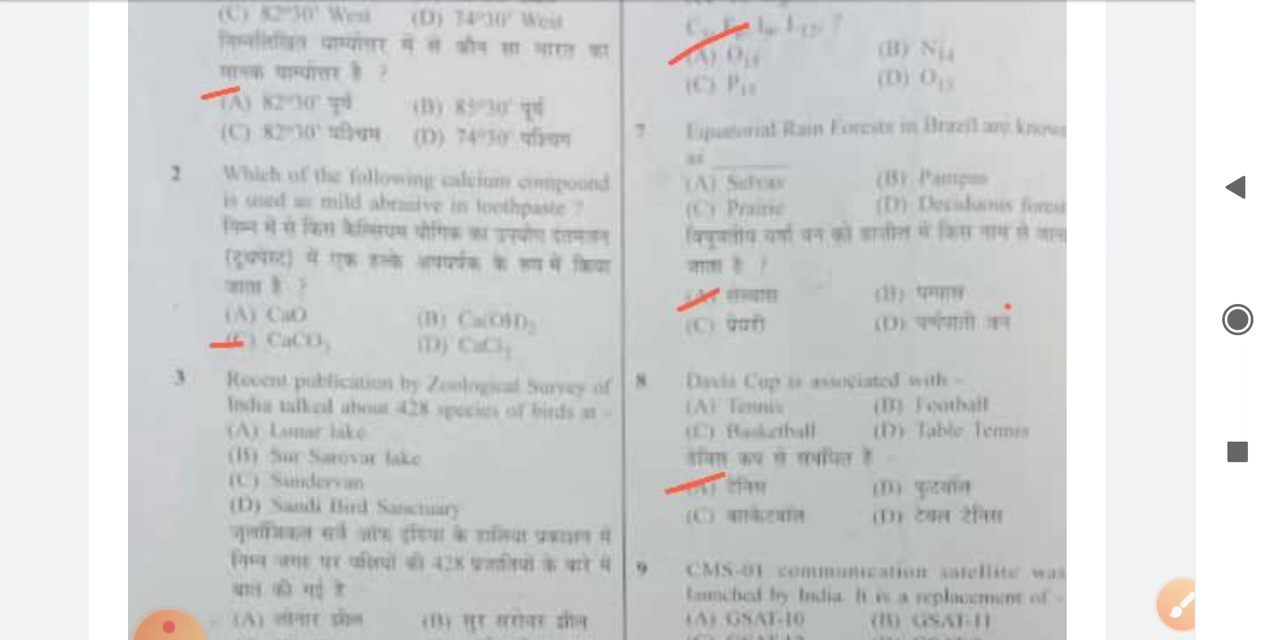 (C) 82°30' West (D) 74°30' West
निम्नलिखित याम्योत्तर में से कौन सा भारत का
मानक याम्योत्तर है ?
(A) 82°30' पूर्व (B) 85°30' पूर्व
(C) 82°30' पश्चिम (D) 74°30' पश्चिम
2 Which of the following calcium compound
is used as mild abrasive in toothpaste ?
निम्न में से किस कैल्सियम यौगिक का उपयोग दंतमंजन
(टूथपेस्ट) में एक हल्के अपघर्षक के रूप में किया
जाता है ?
(A) CaO (B) Ca(OH)₂
(C) CaCO₃ (D) CaCl₂
3 Recent publication by Zoological Survey of
India talked about 428 species of birds at -
(A) Lonar lake
(B) Sur Sarovar lake
(C) Sundervan
(D) Sandi Bird Sanctuary
जूलॉजिकल सर्वे ऑफ इंडिया के हालिया प्रकाशन में
निम्न जगह पर पक्षियों की 428 प्रजातियों के बारे में
बात की गई है
(A) लोनार झील (B) सुर सरोवर झील
?
(A) (B) N₁₄
(C) (D)
7 Equatorial Rain Forests in Brazil are known
as ______
(A) Selvas (B) Pampas
(C) Prairie (D) Deciduous forest
विषुवतीय वर्षा वन को ब्राजील में किस नाम से जाना
जाता है ?
(A) सेल्वास (B) पम्पास
(C) प्रेयरी (D) पर्णपाती वन
8 Davis Cup is associated with -
(A) Tennis (B) Football
(C) Basketball (D) Table Tennis
डेविस कप से संबंधित है
(A) टेनिस (B) फुटबॉल
(C) बास्केटबॉल (D) टेबल टेनिस
9 CMS-01 communication satellite was
launched by India. It is a replacement of -
(A) GSAT-10 (B) GSAT-11